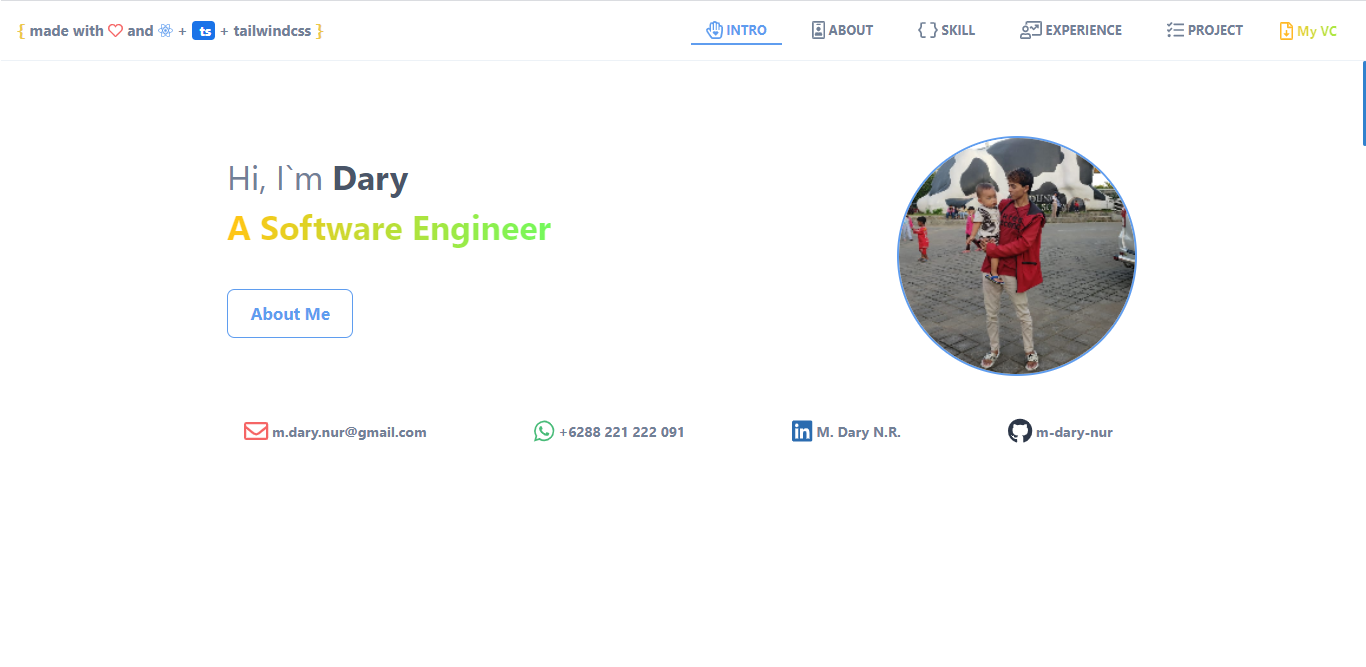 { made with and + ts + tailwindcss }
INTRO
ABOUT
SKILL
EXPERIENCE
PROJECT
My VC
Hi, I`m Dary
A Software Engineer
About Me
m.dary.nur@gmail.com
+6288 221 222 091
in M. Dary N.R.
m-dary-nur